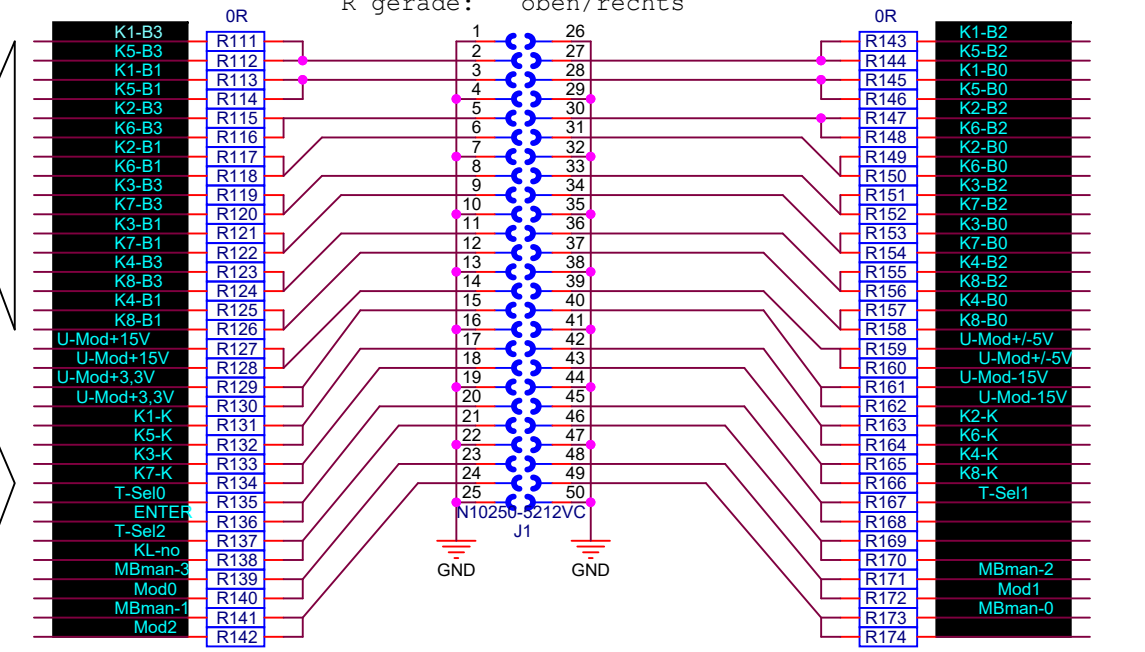 R gerade: oben/rechts
0R 0R
K1-B3 R111 1 26 R143 K1-B2
K5-B3 R112 2 27 R144 K5-B2
K1-B1 R113 3 28 R145 K1-B0
K5-B1 R114 4 29 R146 K5-B0
K2-B3 R115 5 30 R147 K2-B2
K6-B3 R116 6 31 R148 K6-B2
K2-B1 R117 7 32 R149 K2-B0
K6-B1 R118 8 33 R150 K6-B0
K3-B3 R119 9 34 R151 K3-B2
K7-B3 R120 10 35 R152 K7-B2
K3-B1 R121 11 36 R153 K3-B0
K7-B1 R122 12 37 R154 K7-B0
K4-B3 R123 13 38 R155 K4-B2
K8-B3 R124 14 39 R156 K8-B2
K4-B1 R125 15 40 R157 K4-B0
K8-B1 R126 16 41 R158 K8-B0
U-Mod+15V R127 17 42 R159 U-Mod+/-5V
U-Mod+15V R128 18 43 R160 U-Mod+/-5V
U-Mod+3,3V R129 19 44 R161 U-Mod-15V
U-Mod+3,3V R130 20 45 R162 U-Mod-15V
K1-K R131 21 46 R163 K2-K
K5-K R132 22 47 R164 K6-K
K3-K R133 23 48 R165 K4-K
K7-K R134 24 49 R166 K8-K
T-Sel0 R135 25 50 R167 T-Sel1
ENTER R136 N10250-5212VC R168
T-Sel2 R137 J1 R169
KL-no R138 R170
MBman-3 R139 GND GND R171 MBman-2
Mod0 R140 R172 Mod1
MBman-1 R141 R173 MBman-0
Mod2 R142 R174